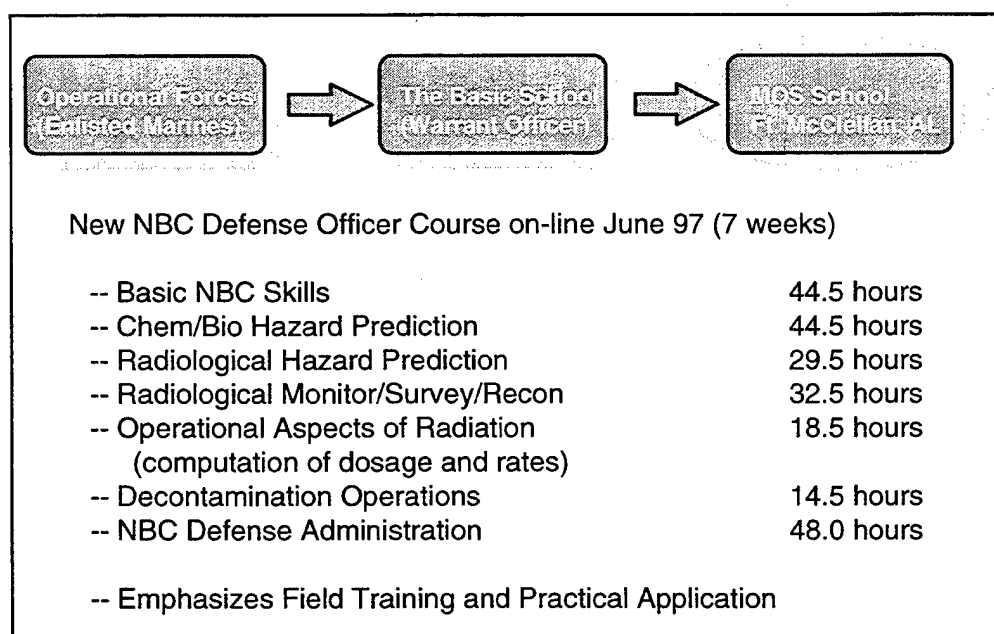 Operational Forces
(Enlisted Marines)
The Basic School
(Warrant Officer)
MOS School
Ft. McClellan, AL
New NBC Defense Officer Course on-line June 97 (7 weeks)
-- Basic NBC Skills 44.5 hours
-- Chem/Bio Hazard Prediction 44.5 hours
-- Radiological Hazard Prediction 29.5 hours
-- Radiological Monitor/Survey/Recon 32.5 hours
-- Operational Aspects of Radiation 18.5 hours
(computation of dosage and rates)
-- Decontamination Operations 14.5 hours
-- NBC Defense Administration 48.0 hours
-- Emphasizes Field Training and Practical Application